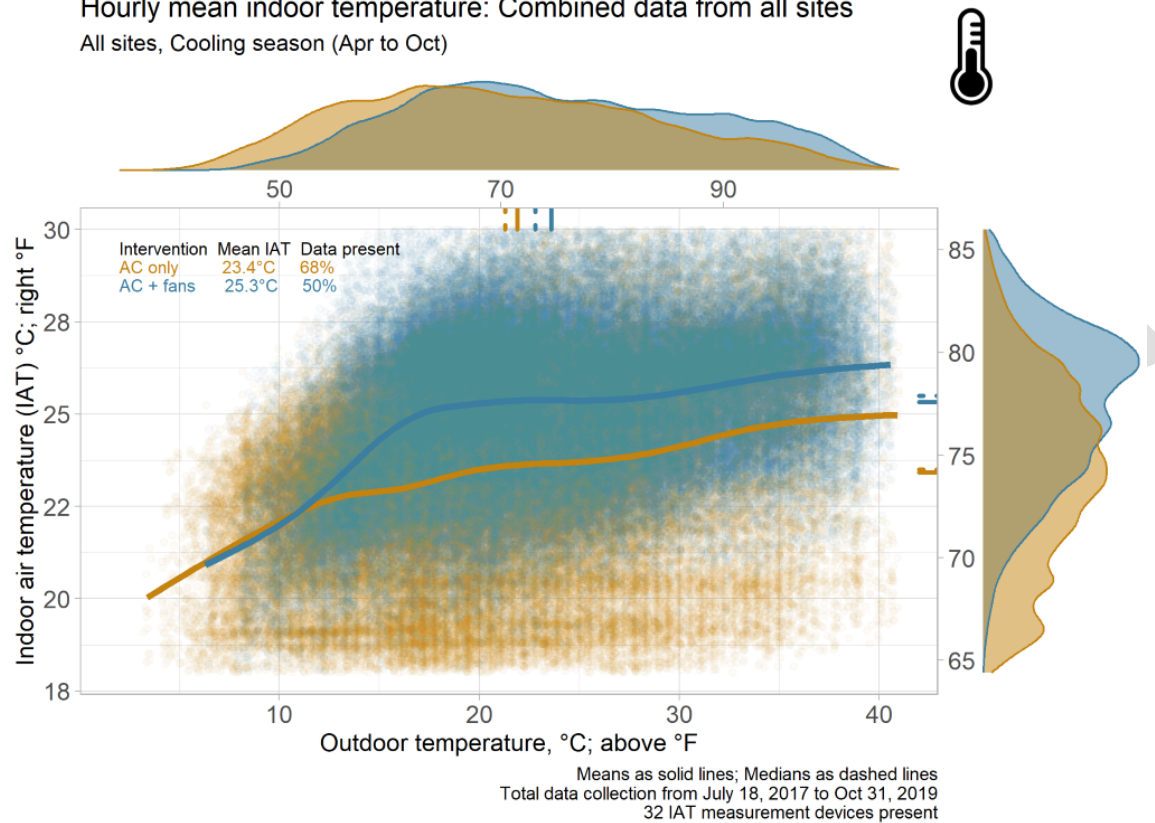 Hourly mean indoor temperature: Combined data from all sites
All sites, Cooling season (Apr to Oct)
50 70 90
Intervention Mean IAT Data present
AC only 23.4°C 68%
AC + fans 25.3°C 50%
Indoor air temperature (IAT) °C; right °F
30
28
25
22
20
18
85
80
75
70
65
10 20 30 40
Outdoor temperature, °C; above °F
Means as solid lines; Medians as dashed lines
Total data collection from July 18, 2017 to Oct 31, 2019
32 IAT measurement devices present